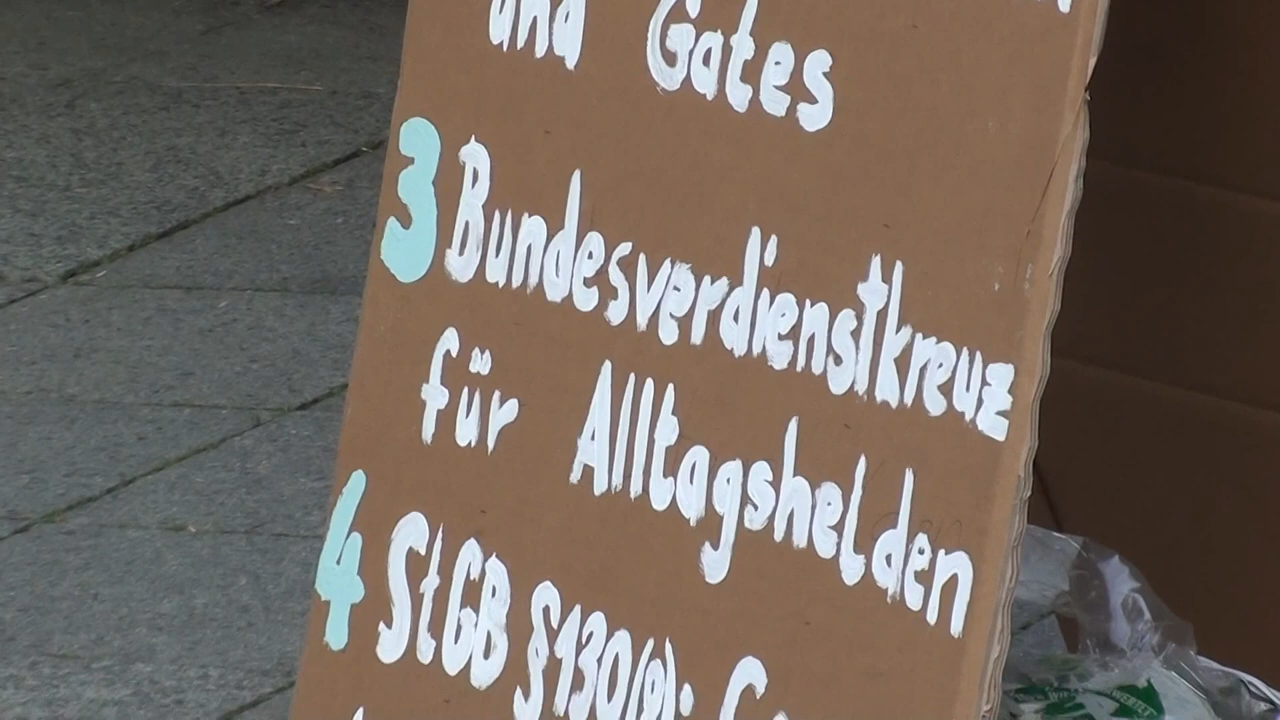 und Gates
3 Bundesverdienstkreuz
für Alltagshelden
4 StGB §130(e):